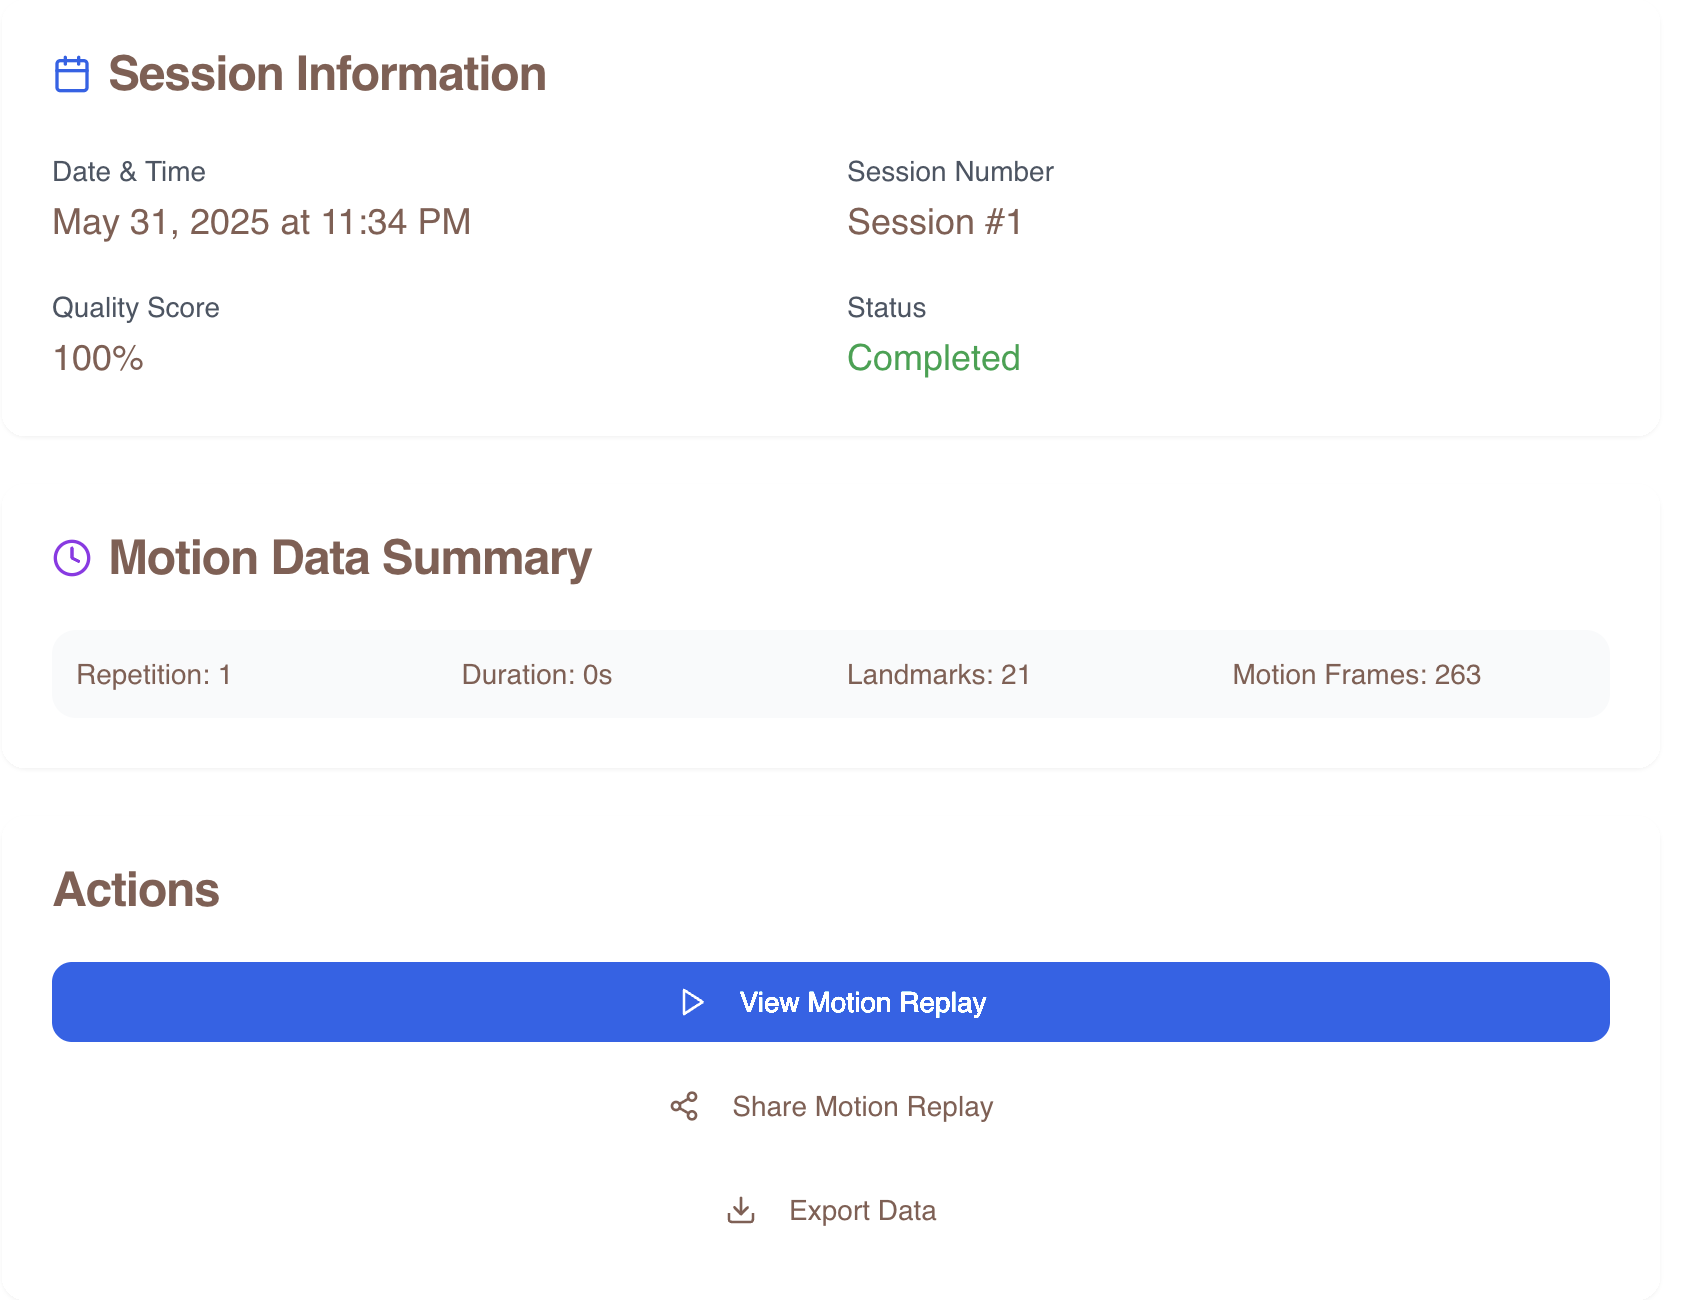 Session Information
Date & Time
May 31, 2025 at 11:34 PM
Session Number
Session #1
Quality Score
100%
Status
Completed
Motion Data Summary
Repetition: 1
Duration: 0s
Landmarks: 21
Motion Frames: 263
Actions
View Motion Replay
Share Motion Replay
Export Data